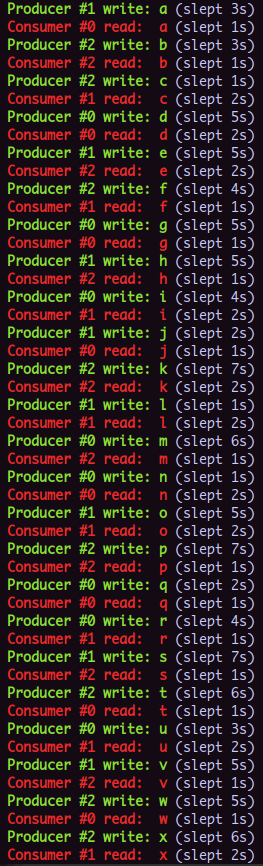 Producer #1 write: a (slept 3s)
Consumer #0 read:  a (slept 1s)
Producer #2 write: b (slept 3s)
Consumer #2 read:  b (slept 1s)
Producer #2 write: c (slept 1s)
Consumer #1 read:  c (slept 2s)
Producer #0 write: d (slept 5s)
Consumer #0 read:  d (slept 2s)
Producer #1 write: e (slept 5s)
Consumer #2 read:  e (slept 2s)
Producer #2 write: f (slept 4s)
Consumer #1 read:  f (slept 1s)
Producer #0 write: g (slept 5s)
Consumer #0 read:  g (slept 1s)
Producer #1 write: h (slept 5s)
Consumer #2 read:  h (slept 1s)
Producer #0 write: i (slept 4s)
Consumer #1 read:  i (slept 2s)
Producer #1 write: j (slept 2s)
Consumer #0 read:  j (slept 1s)
Producer #2 write: k (slept 7s)
Consumer #2 read:  k (slept 2s)
Producer #1 write: l (slept 1s)
Consumer #1 read:  l (slept 2s)
Producer #0 write: m (slept 6s)
Consumer #2 read:  m (slept 1s)
Producer #0 write: n (slept 1s)
Consumer #0 read:  n (slept 2s)
Producer #1 write: o (slept 5s)
Consumer #1 read:  o (slept 2s)
Producer #2 write: p (slept 7s)
Consumer #2 read:  p (slept 1s)
Producer #0 write: q (slept 2s)
Consumer #0 read:  q (slept 1s)
Producer #0 write: r (slept 4s)
Consumer #1 read:  r (slept 1s)
Producer #1 write: s (slept 7s)
Consumer #2 read:  s (slept 1s)
Producer #2 write: t (slept 6s)
Consumer #0 read:  t (slept 1s)
Producer #0 write: u (slept 3s)
Consumer #1 read:  u (slept 2s)
Producer #1 write: v (slept 5s)
Consumer #2 read:  v (slept 1s)
Producer #2 write: w (slept 5s)
Consumer #0 read:  w (slept 1s)
Producer #2 write: x (slept 6s)
Consumer #1 read:  x (slept 2s)